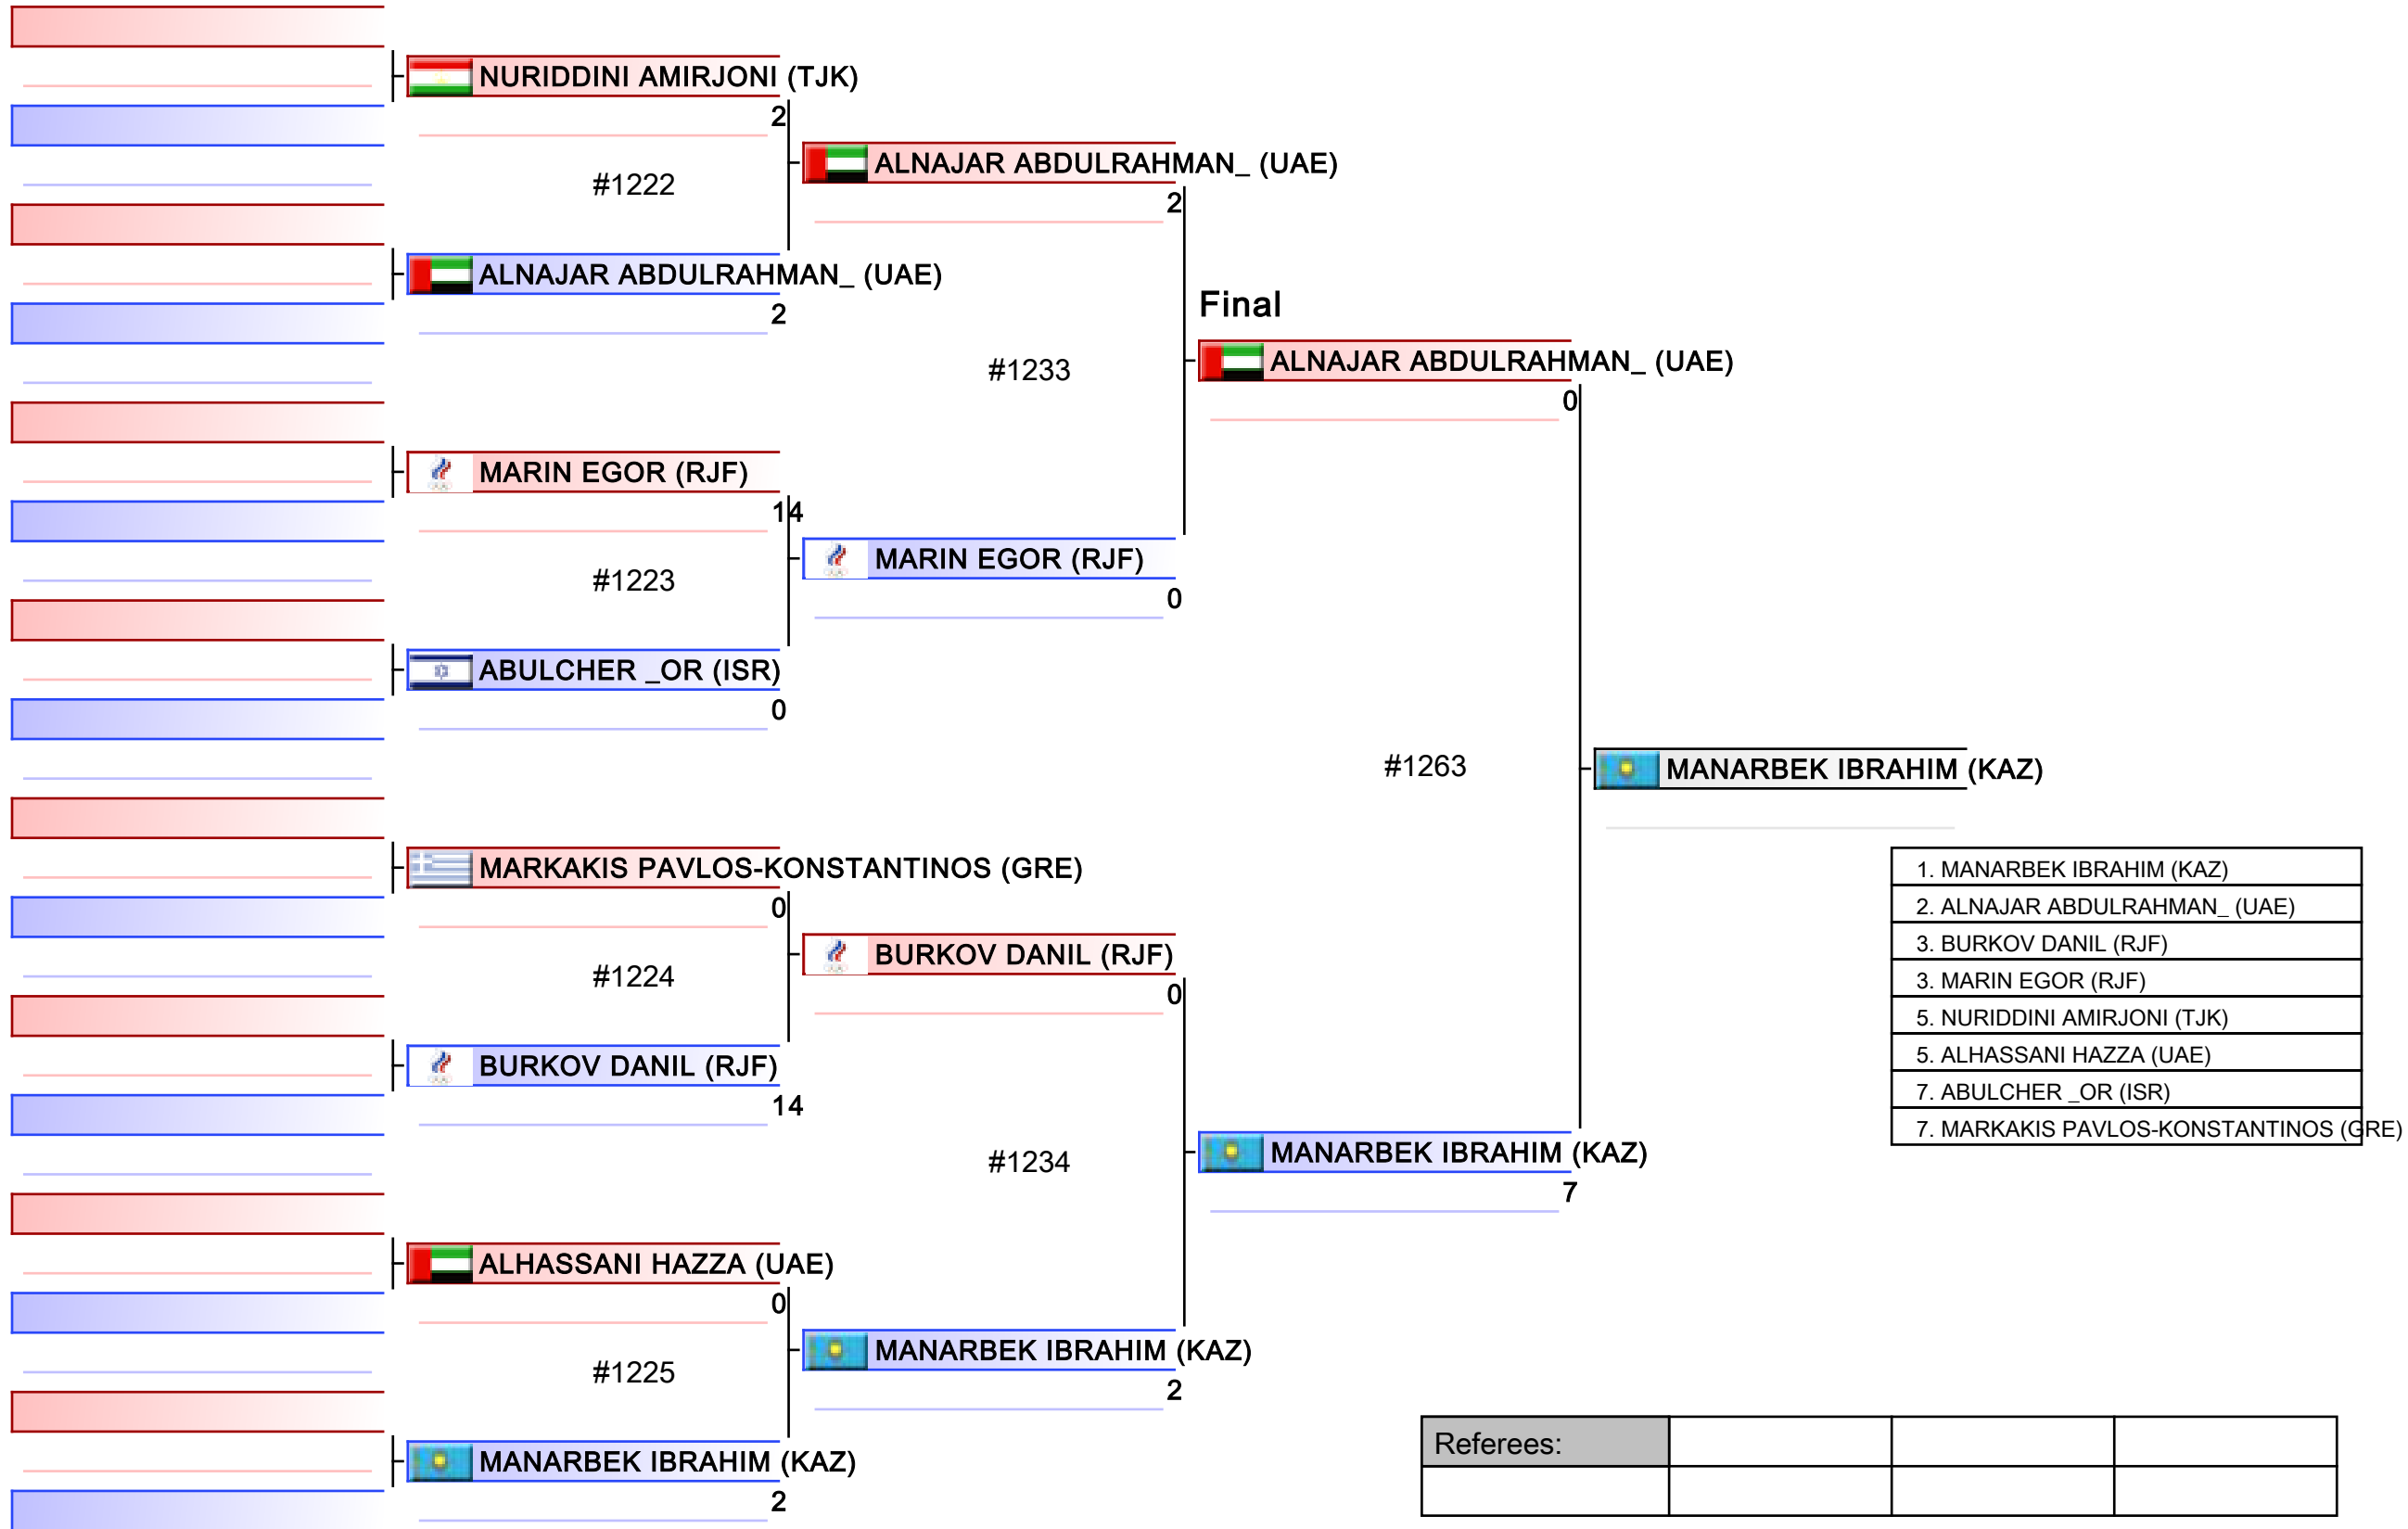 NURIDDINI AMIRJONI (TJK)
2
#1222
ALNAJAR ABDULRAHMAN_ (UAE)
2
MARIN EGOR (RJF)
14
#1223
ABULCHER _OR (ISR)
0
MARKAKIS PAVLOS-KONSTANTINOS (GRE)
0
#1224
BURKOV DANIL (RJF)
14
ALHASSANI HAZZA (UAE)
0
#1225
MANARBEK IBRAHIM (KAZ)
2
ALNAJAR ABDULRAHMAN_ (UAE)
2
#1233
MARIN EGOR (RJF)
0
BURKOV DANIL (RJF)
0
#1234
MANARBEK IBRAHIM (KAZ)
2
Final
ALNAJAR ABDULRAHMAN_ (UAE)
0
#1263
MANARBEK IBRAHIM (KAZ)
7
MANARBEK IBRAHIM (KAZ)
1. MANARBEK IBRAHIM (KAZ)
2. ALNAJAR ABDULRAHMAN_ (UAE)
3. BURKOV DANIL (RJF)
3. MARIN EGOR (RJF)
5. NURIDDINI AMIRJONI (TJK)
5. ALHASSANI HAZZA (UAE)
7. ABULCHER _OR (ISR)
7. MARKAKIS PAVLOS-KONSTANTINOS (GRE)
Referees: